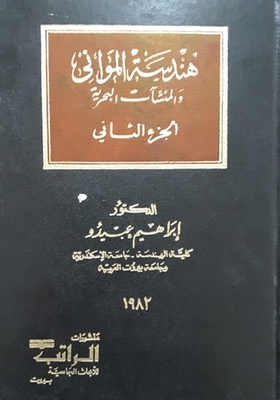 هندسة الموانئ
والمنشآت البحرية
الجزء الثاني
الدكتور
إبراهيم عبيدو
كلية الهندسة - جامعة الإسكندرية
وجامعة بيروت العربية
١٩٨٢
منشورات
الراتب
للأبحاث الجامعية
بيروت